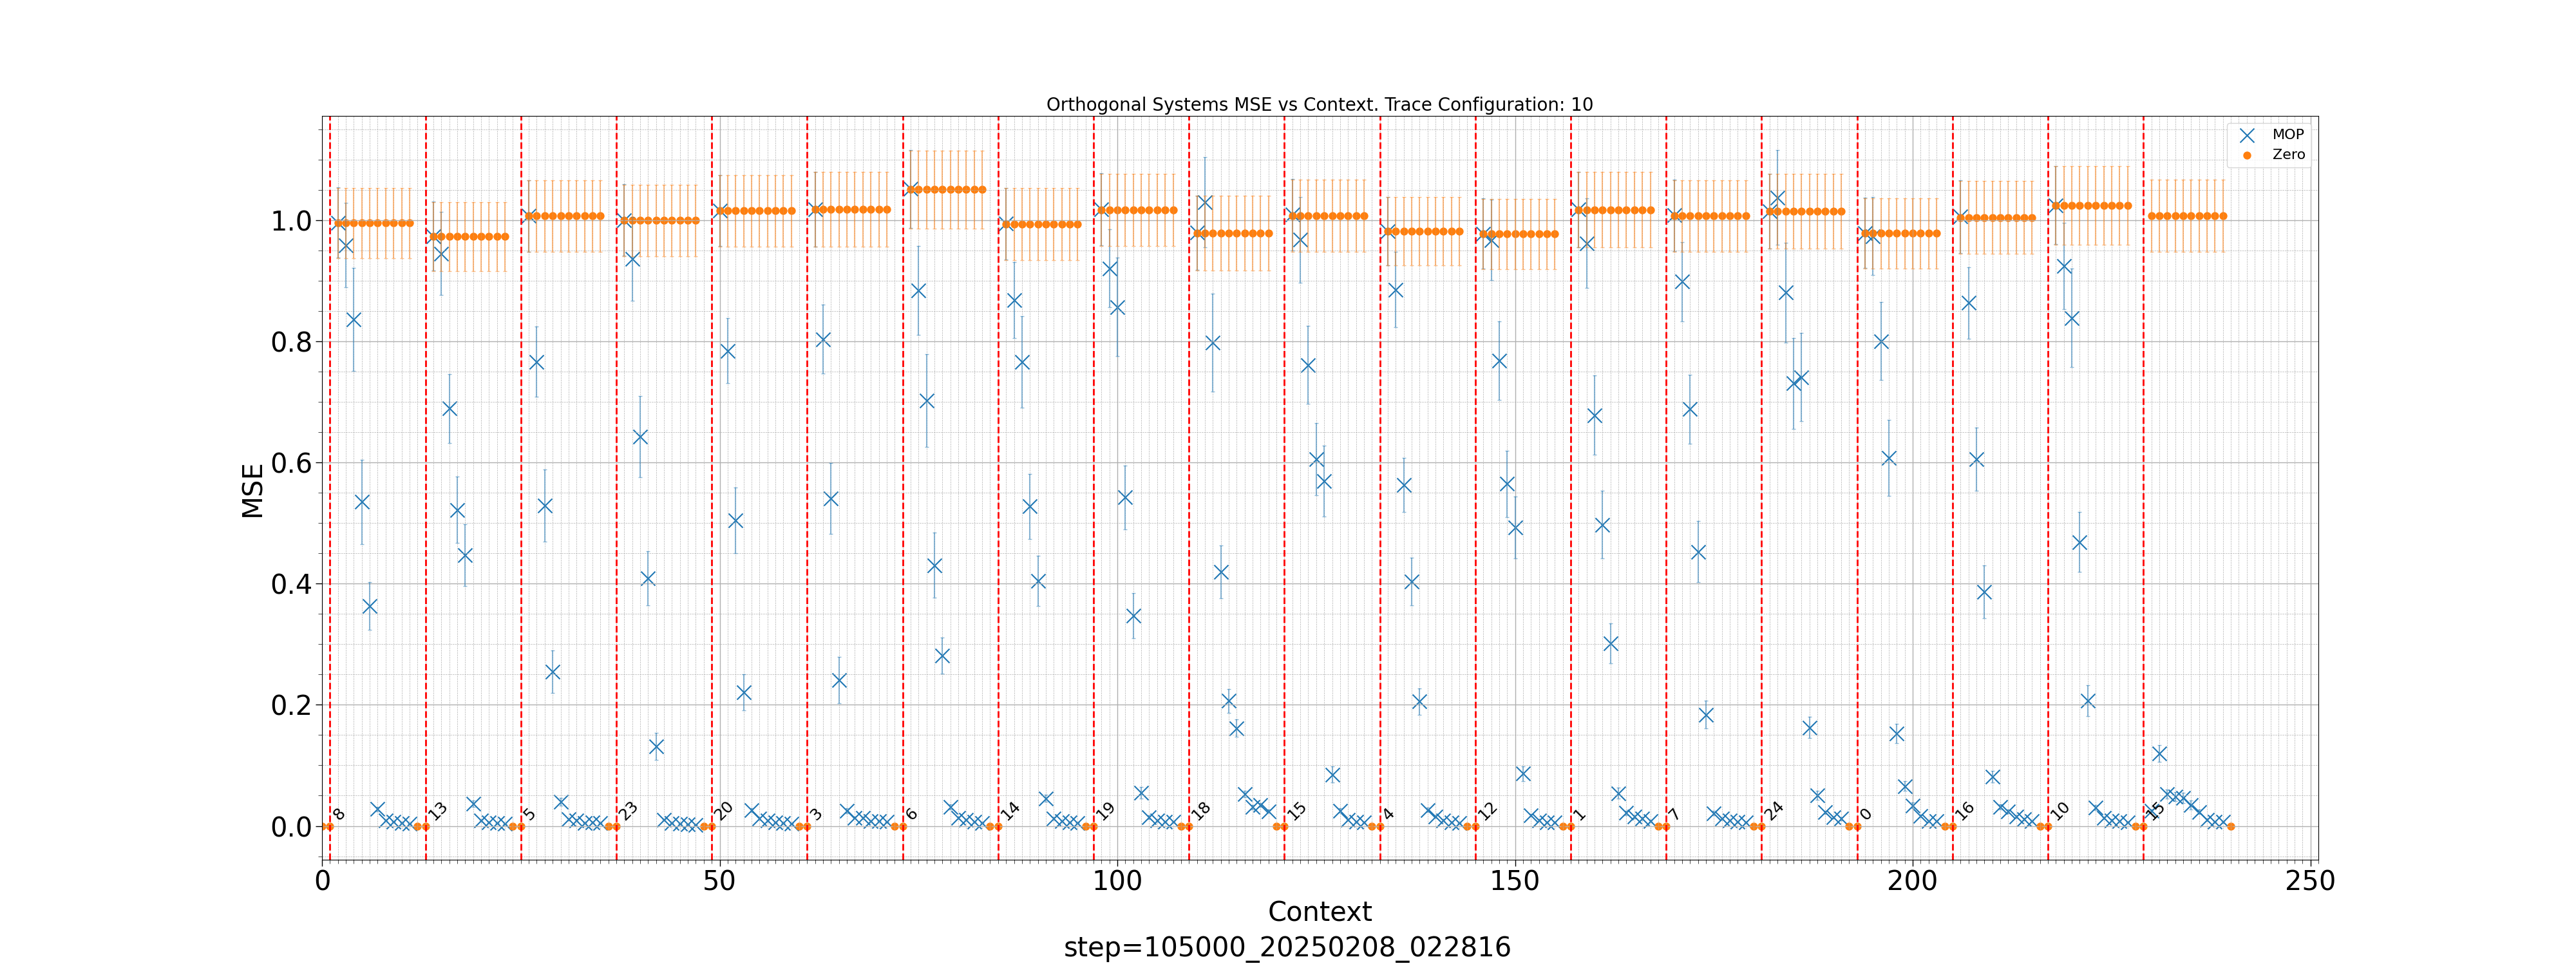 Orthogonal Systems MSE vs Context. Trace Configuration: 10
MOP
Zero
MSE
1.0
0.8
0.6
0.4
0.2
0.0
8 13 5 23 20 3 6 14 19 18 15 4 12 1 7 24 0 16 10 15
0 50 100 150 200 250
Context
step=105000_20250208_022816